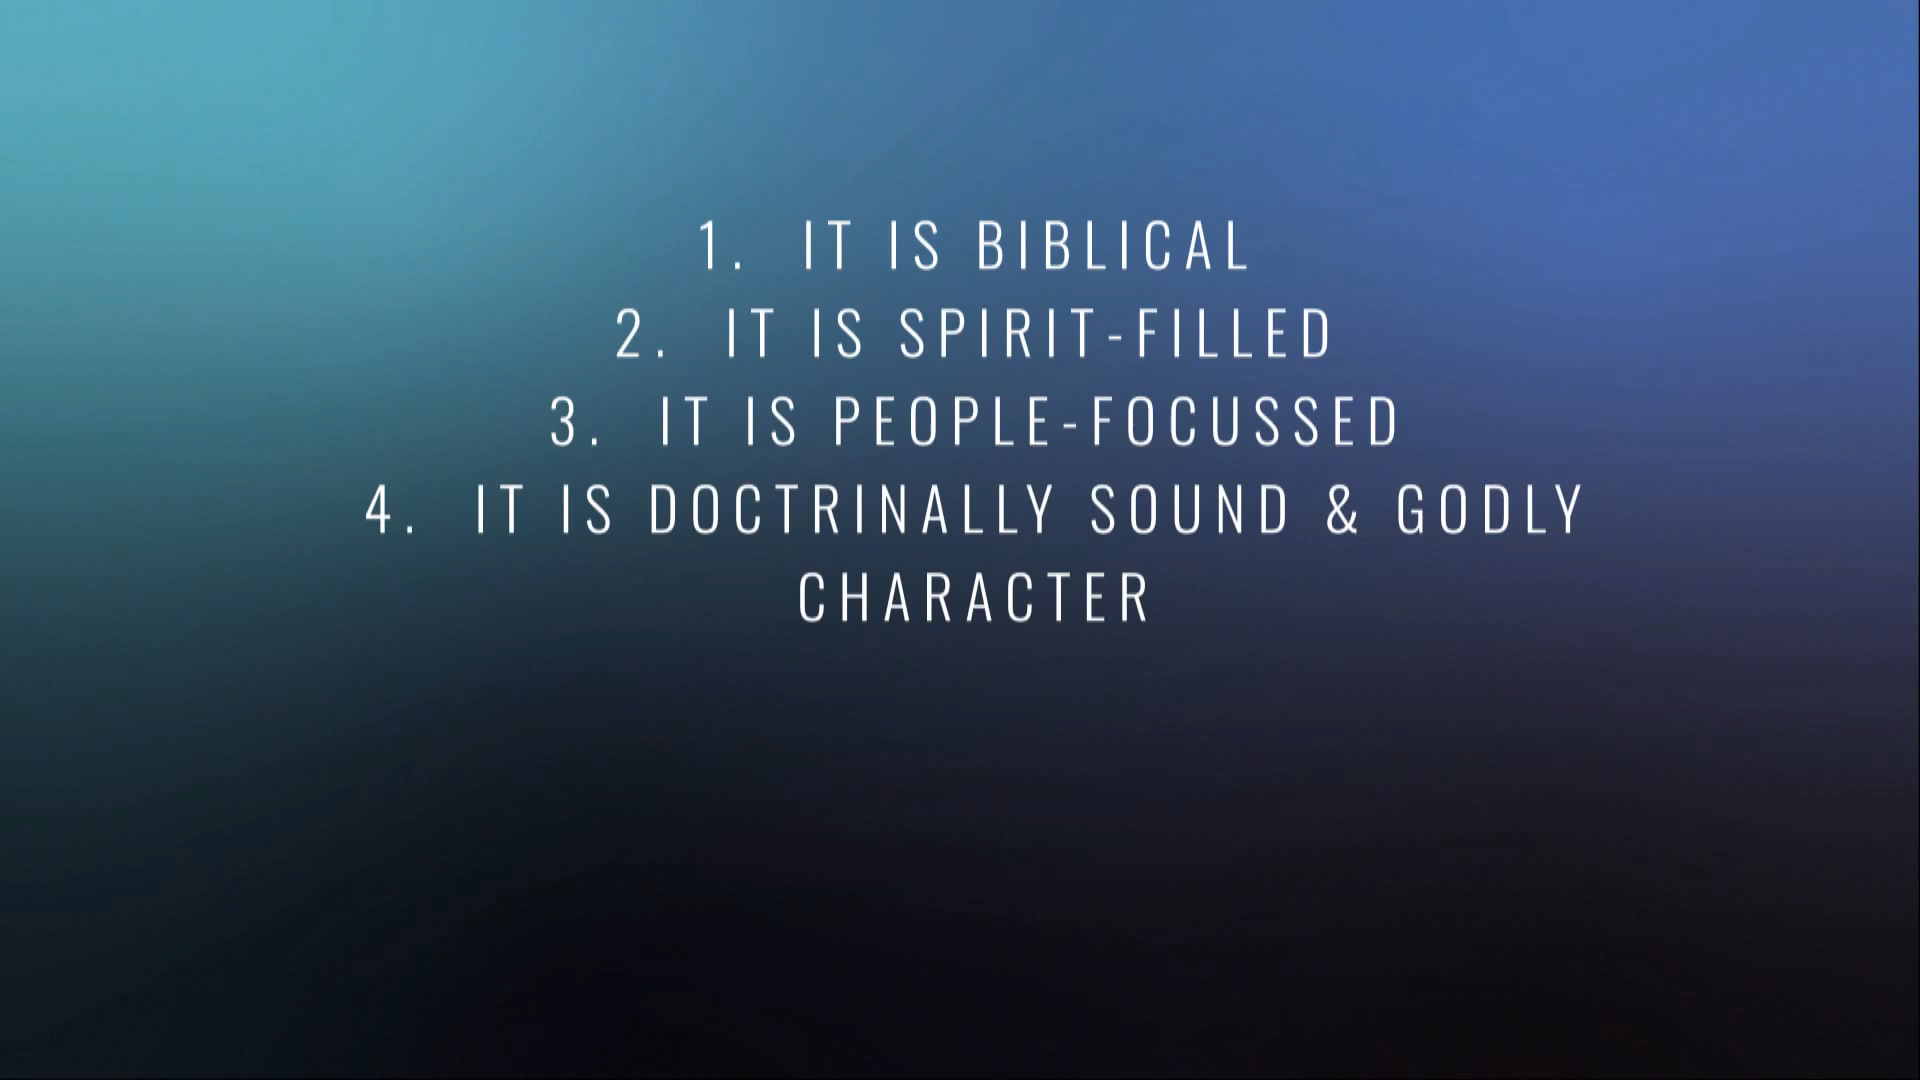 1. IT IS BIBLICAL
2. IT IS SPIRIT-FILLED
3. IT IS PEOPLE-FOCUSSED
4. IT IS DOCTRINALLY SOUND & GODLY
CHARACTER